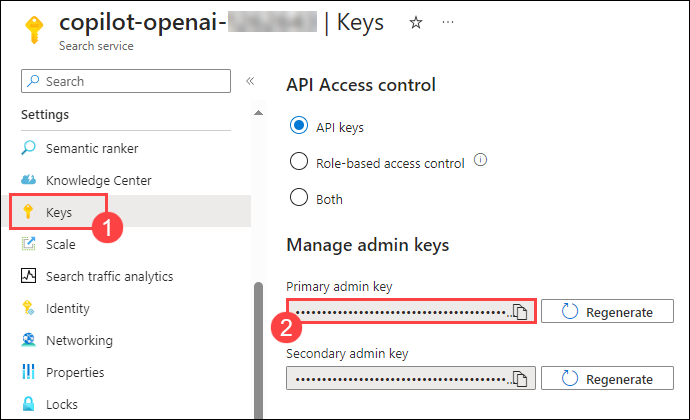 copilot-openai- | Keys
Search service
Search
Settings
Semantic ranker
Knowledge Center
Keys
1
Scale
Search traffic analytics
Identity
Networking
Properties
Locks
API Access control
API keys
Role-based access control
Both
Manage admin keys
Primary admin key
2
Regenerate
Secondary admin key
Regenerate